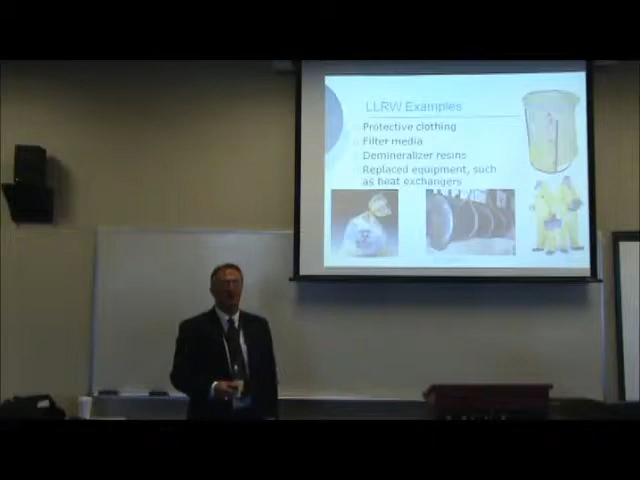 LLRW Examples
Protective clothing
Filter media
Demineralizer resins
Replaced equipment, such
as heat exchangers